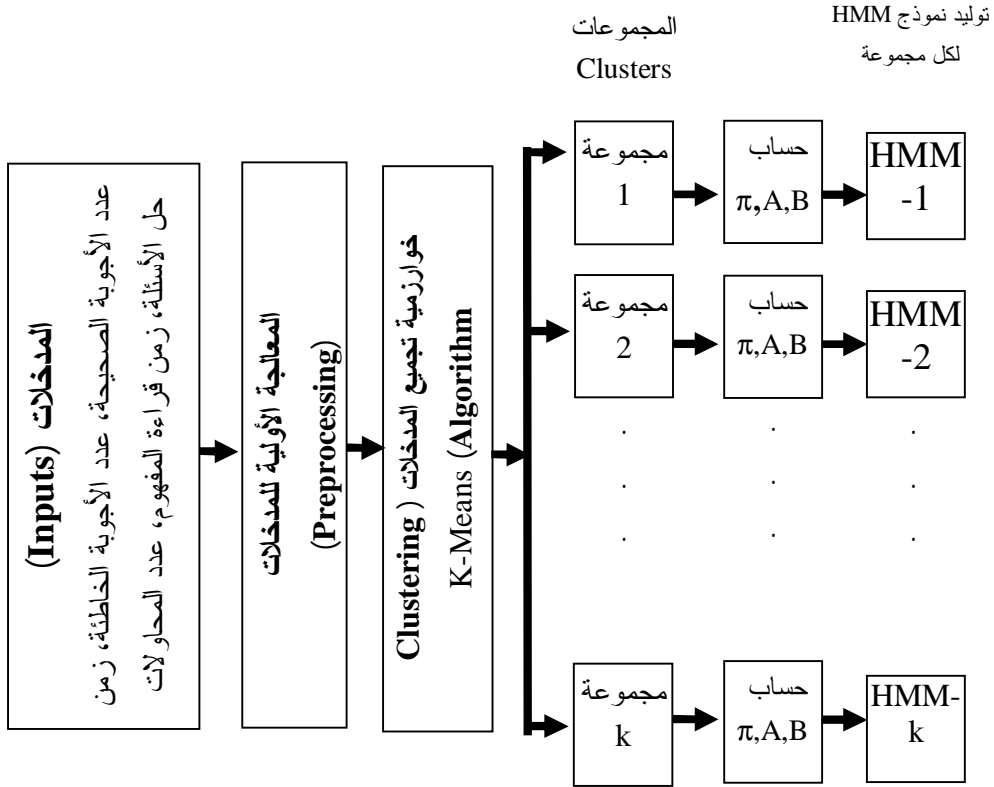 المجموعات
Clusters
توليد نموذج HMM
لكل مجموعة
المدخلات (Inputs)
عدد الأجوبة الصحيحة، عدد الأجوبة الخاطئة، زمن
حل الأسئلة، زمن قراءة المفهوم، عدد المحاولات
المعالجة الأولية للمدخلات
(Preprocessing)
خوارزمية تجميع المدخلات (Clustering
K-Means (Algorithm
مجموعة
1
حساب
π,A,B
HMM
-1
مجموعة
2
حساب
π,A,B
HMM
-2
. . .
. . .
. . .
مجموعة
k
حساب
π,A,B
HMM-
k